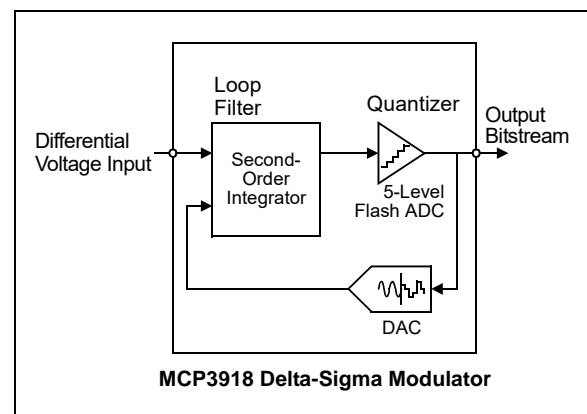 Loop
Filter
Quantizer
Differential
Voltage Input
Second-
Order
Integrator
Output
Bitstream
5-Level
Flash ADC
DAC
MCP3918 Delta-Sigma Modulator